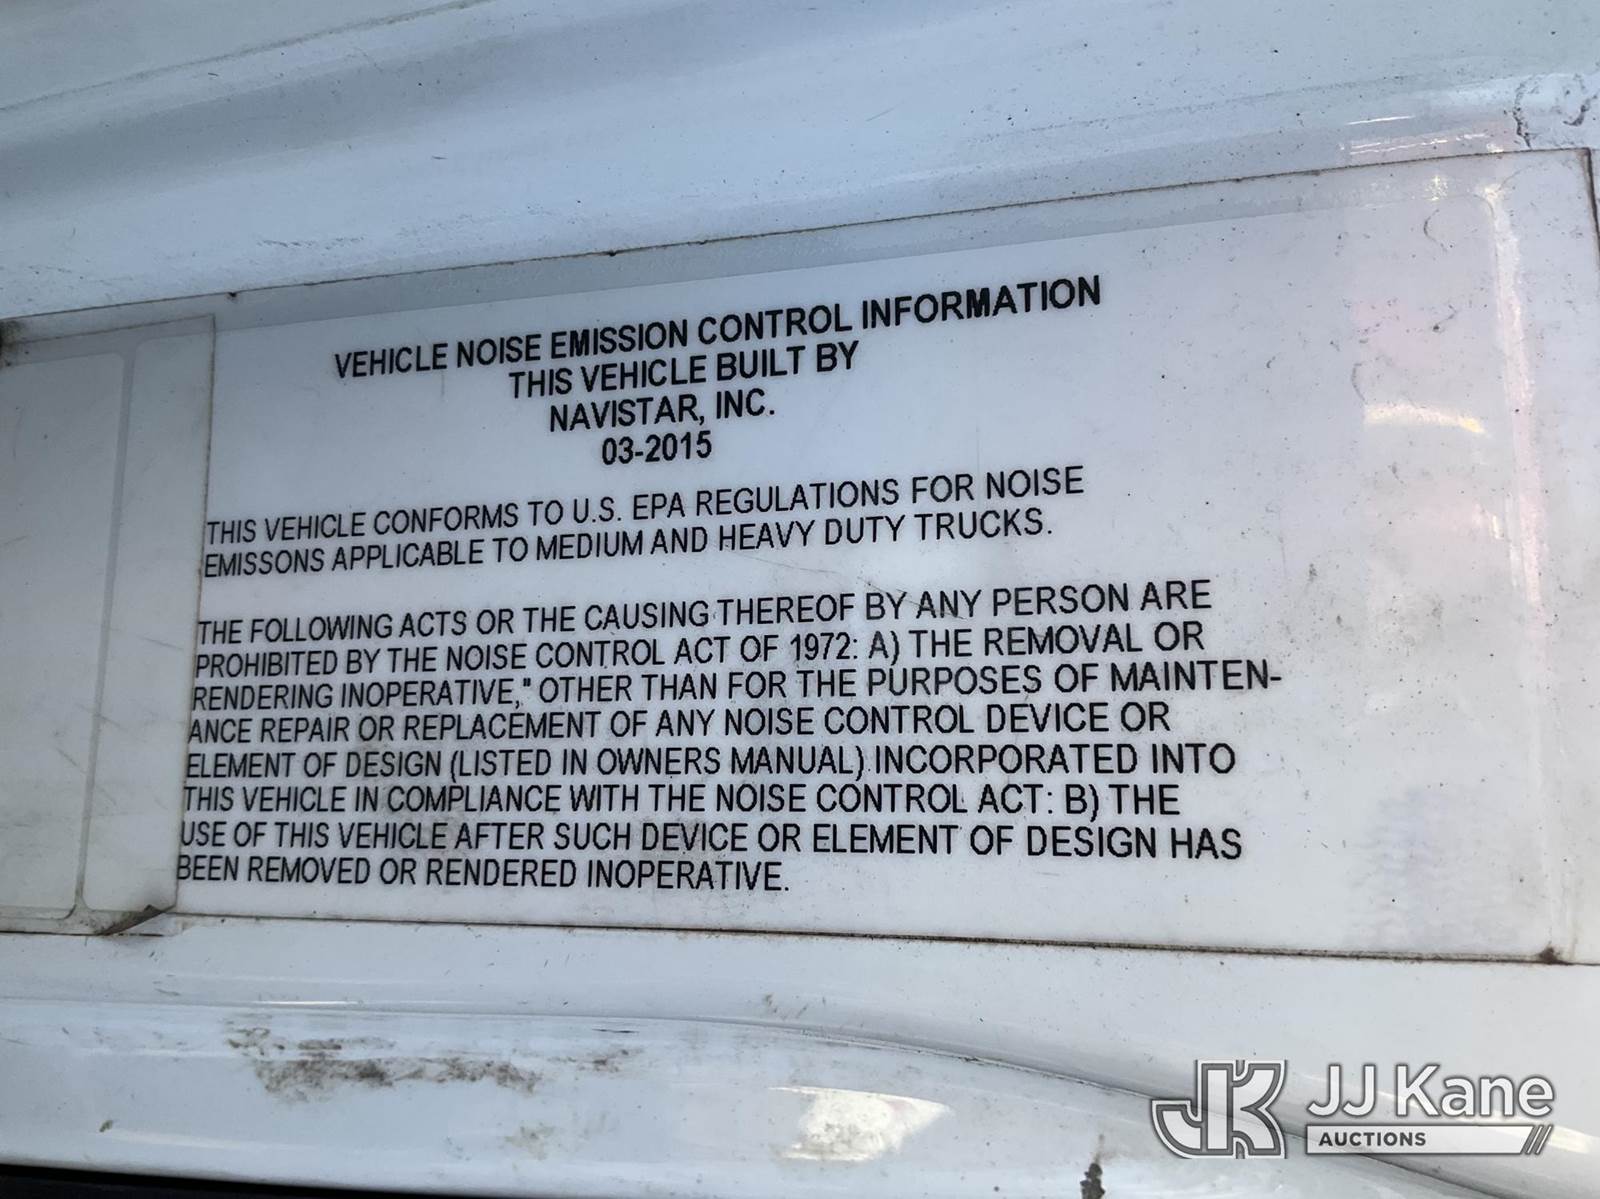 VEHICLE NOISE EMISSION CONTROL INFORMATION
THIS VEHICLE BUILT BY
NAVISTAR, INC.
03-2015
THIS VEHICLE CONFORMS TO U.S. EPA REGULATIONS FOR NOISE
EMISSONS APPLICABLE TO MEDIUM AND HEAVY DUTY TRUCKS.
THE FOLLOWING ACTS OR THE CAUSING THEREOF BY ANY PERSON ARE
PROHIBITED BY THE NOISE CONTROL ACT OF 1972: A) THE REMOVAL OR
RENDERING INOPERATIVE," OTHER THAN FOR THE PURPOSES OF MAINTEN-
ANCE REPAIR OR REPLACEMENT OF ANY NOISE CONTROL DEVICE OR
ELEMENT OF DESIGN (LISTED IN OWNERS MANUAL) INCORPORATED INTO
THIS VEHICLE IN COMPLIANCE WITH THE NOISE CONTROL ACT: B) THE
USE OF THIS VEHICLE AFTER SUCH DEVICE OR ELEMENT OF DESIGN HAS
BEEN REMOVED OR RENDERED INOPERATIVE.
JK JJ Kane
AUCTIONS